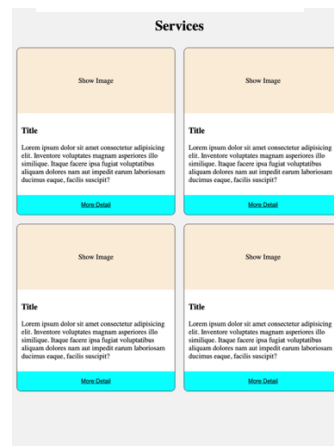 Services
Show Image
Title
Lorem ipsum dolor sit amet consectetur adipisicing
elit. Inventore voluptates magnam asperiores illo
similique. Itaque facere ipsa fugiat voluptatibus
aliquam dolores nam aut impedit earum laboriosam
ducimus eaque, facilis suscipit?
More Detail
Show Image
Title
Lorem ipsum dolor sit amet consectetur adipisicing
elit. Inventore voluptates magnam asperiores illo
similique. Itaque facere ipsa fugiat voluptatibus
aliquam dolores nam aut impedit earum laboriosam
ducimus eaque, facilis suscipit?
More Detail
Show Image
Title
Lorem ipsum dolor sit amet consectetur adipisicing
elit. Inventore voluptates magnam asperiores illo
similique. Itaque facere ipsa fugiat voluptatibus
aliquam dolores nam aut impedit earum laboriosam
ducimus eaque, facilis suscipit?
More Detail
Show Image
Title
Lorem ipsum dolor sit amet consectetur adipisicing
elit. Inventore voluptates magnam asperiores illo
similique. Itaque facere ipsa fugiat voluptatibus
aliquam dolores nam aut impedit earum laboriosam
ducimus eaque, facilis suscipit?
More Detail